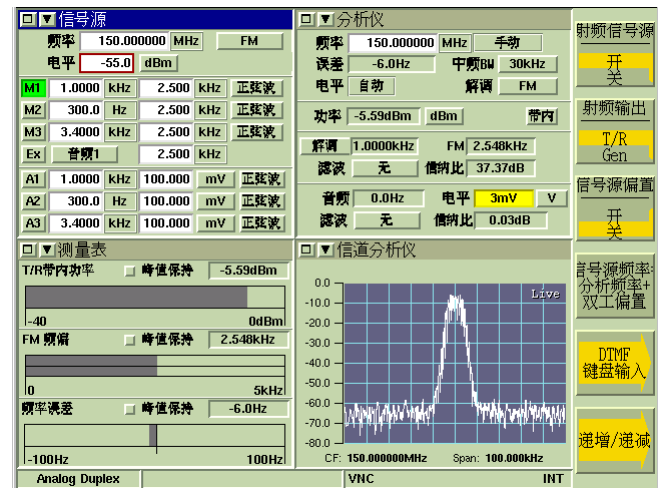 信号源
频率 150.000000 MHz FM
电平 -55.0 dBm
M1 1.0000 kHz 2.500 kHz 正弦波
M2 300.0 Hz 2.500 kHz 正弦波
M3 3.4000 kHz 2.500 kHz 正弦波
Ex 音频1 2.500 kHz
A1 1.0000 kHz 100.000 mV 正弦波
A2 300.0 Hz 100.000 mV 正弦波
A3 3.4000 kHz 100.000 mV 正弦波
分析仪
频率 150.000000 MHz 手动
误差 -6.0Hz 中频BW 30kHz
电平 自动 解调 FM
功率 -5.59dBm dBm 带内
解调 1.0000kHz FM 2.548kHz
滤波 无 信纳比 37.37dB
音频 0.0Hz 电平 3mV V
滤波 无 信纳比 0.03dB
测量表
T/R带内功率 峰值保持 -5.59dBm
-40 0dBm
FM 频偏 峰值保持 2.548kHz
0 5kHz
频率误差 峰值保持 -6.0Hz
-100Hz 100Hz
信道分析仪
Live
0.0
-10.0
-20.0
-30.0
-40.0
-50.0
-60.0
-70.0
-80.0
CF: 150.000000MHz Span: 100.000kHz
射频信号源
开
关
射频输出
T/R
Gen
信号源偏置
开
关
信号源频率=
分析频率+
双工偏置
DTMF
键盘输入
递增/递减
Analog Duplex VNC INT